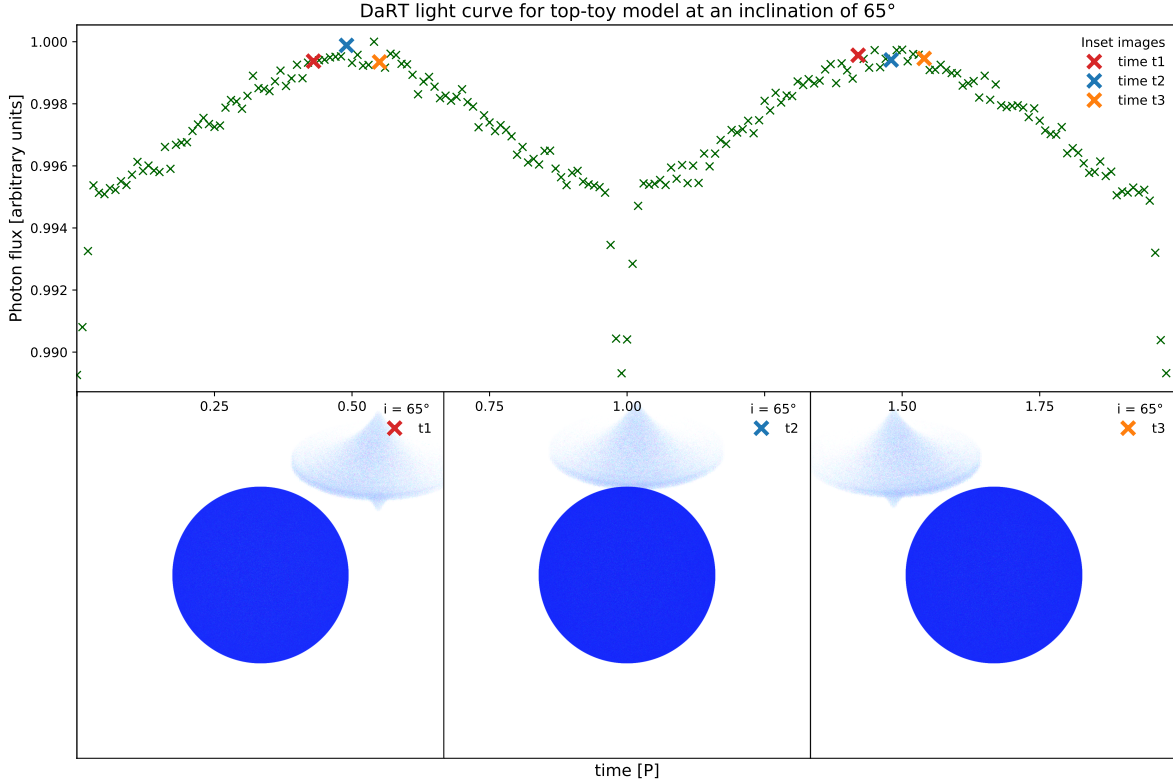 DaRT light curve for top-toy model at an inclination of 65°
Photon flux [arbitrary units]
1.000
0.998
0.996
0.994
0.992
0.990
Inset images
time t1
time t2
time t3
0.25
0.50
0.75
1.00
1.50
1.75
i = 65°
t1
i = 65°
t2
i = 65°
t3
time [P]